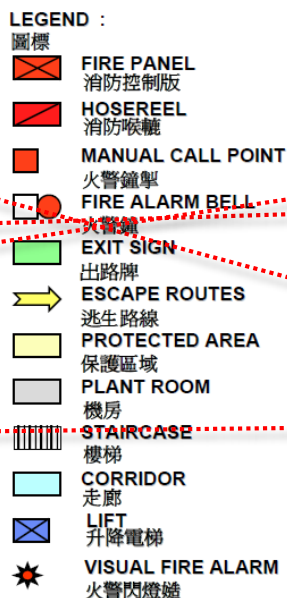 LEGEND :
圖標
FIRE PANEL
消防控制版
HOSEREEL
消防喉轆
MANUAL CALL POINT
火警鐘掣
FIRE ALARM BELL
火警鐘
EXIT SIGN
出路牌
ESCAPE ROUTES
逃生路線
PROTECTED AREA
保護區域
PLANT ROOM
機房
STAIRCASE
樓梯
CORRIDOR
走廊
LIFT
升降電梯
VISUAL FIRE ALARM
火警閃燈